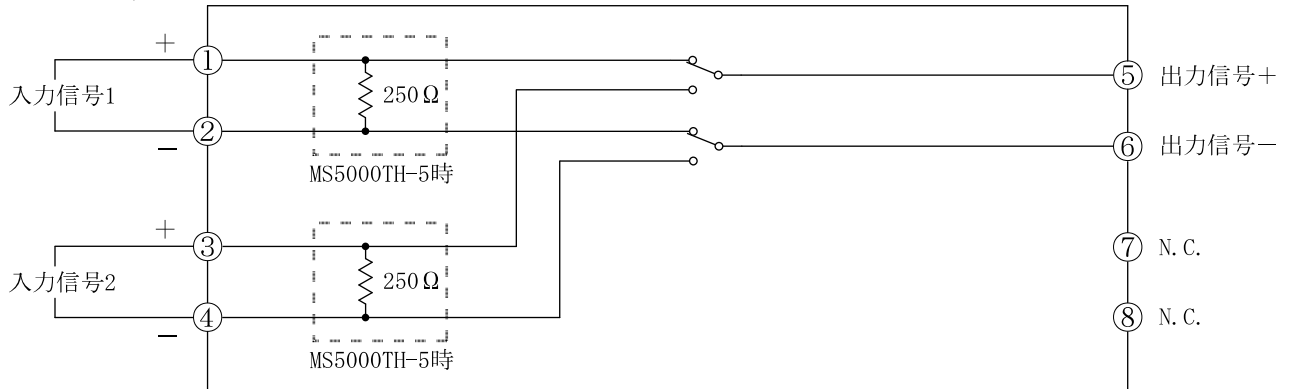 +
① ⑤ 出力信号+
250Ω
入力信号1
② ⑥ 出力信号-
-
MS5000TH-5時
+
③ ⑦ N.C.
250Ω
入力信号2
④ ⑧ N.C.
-
MS5000TH-5時